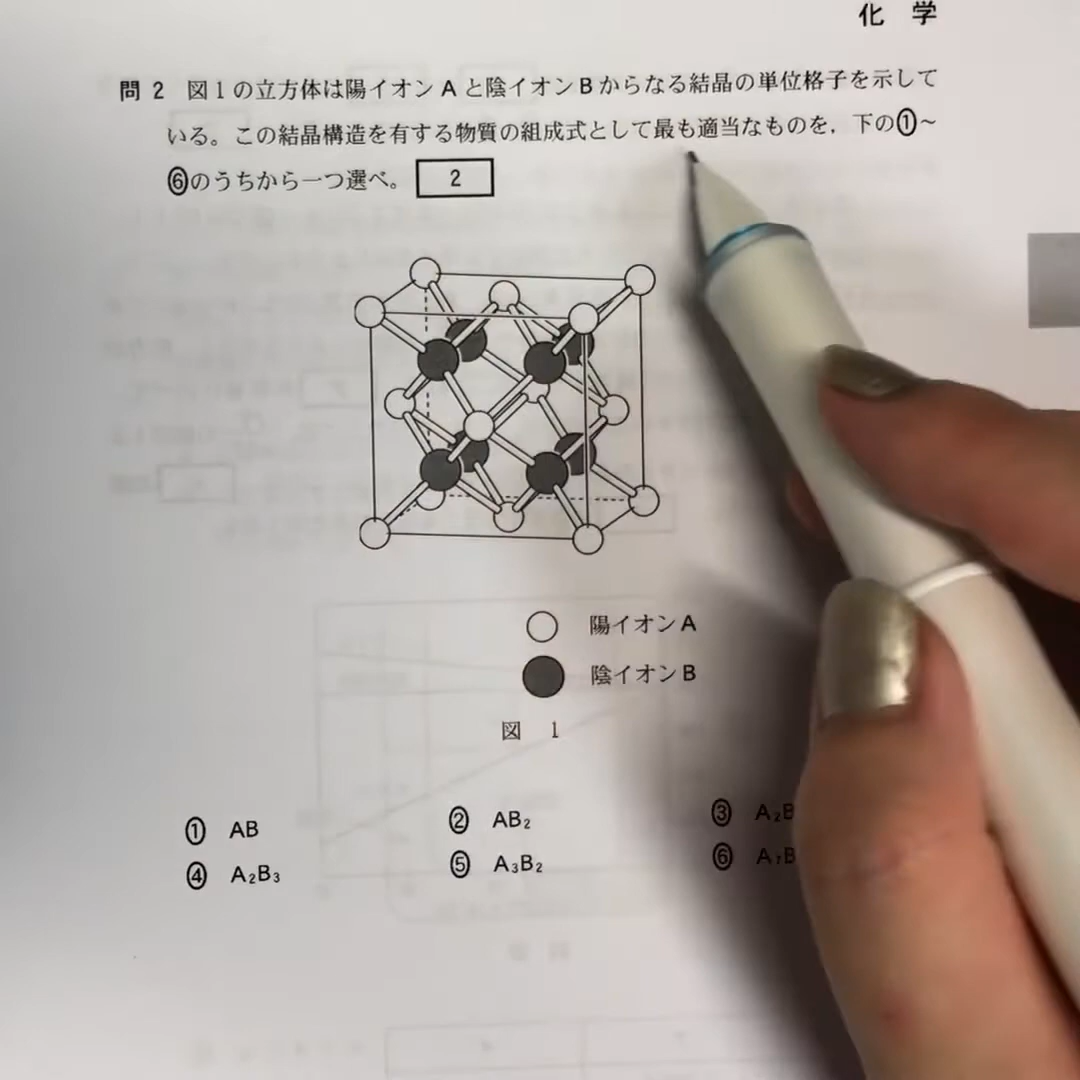 化 学
問 2 図1の立方体は陽イオンAと陰イオンBからなる結晶の単位格子を示して
いる。この結晶構造を有する物質の組成式として最も適当なものを，下の①～
⑥のうちから一つ選べ。 2
陽イオンA
陰イオンB
図 1
① AB ② AB₂ ③ A₂B
④ A₂B₃ ⑤ A₃B₂ ⑥ A₇B